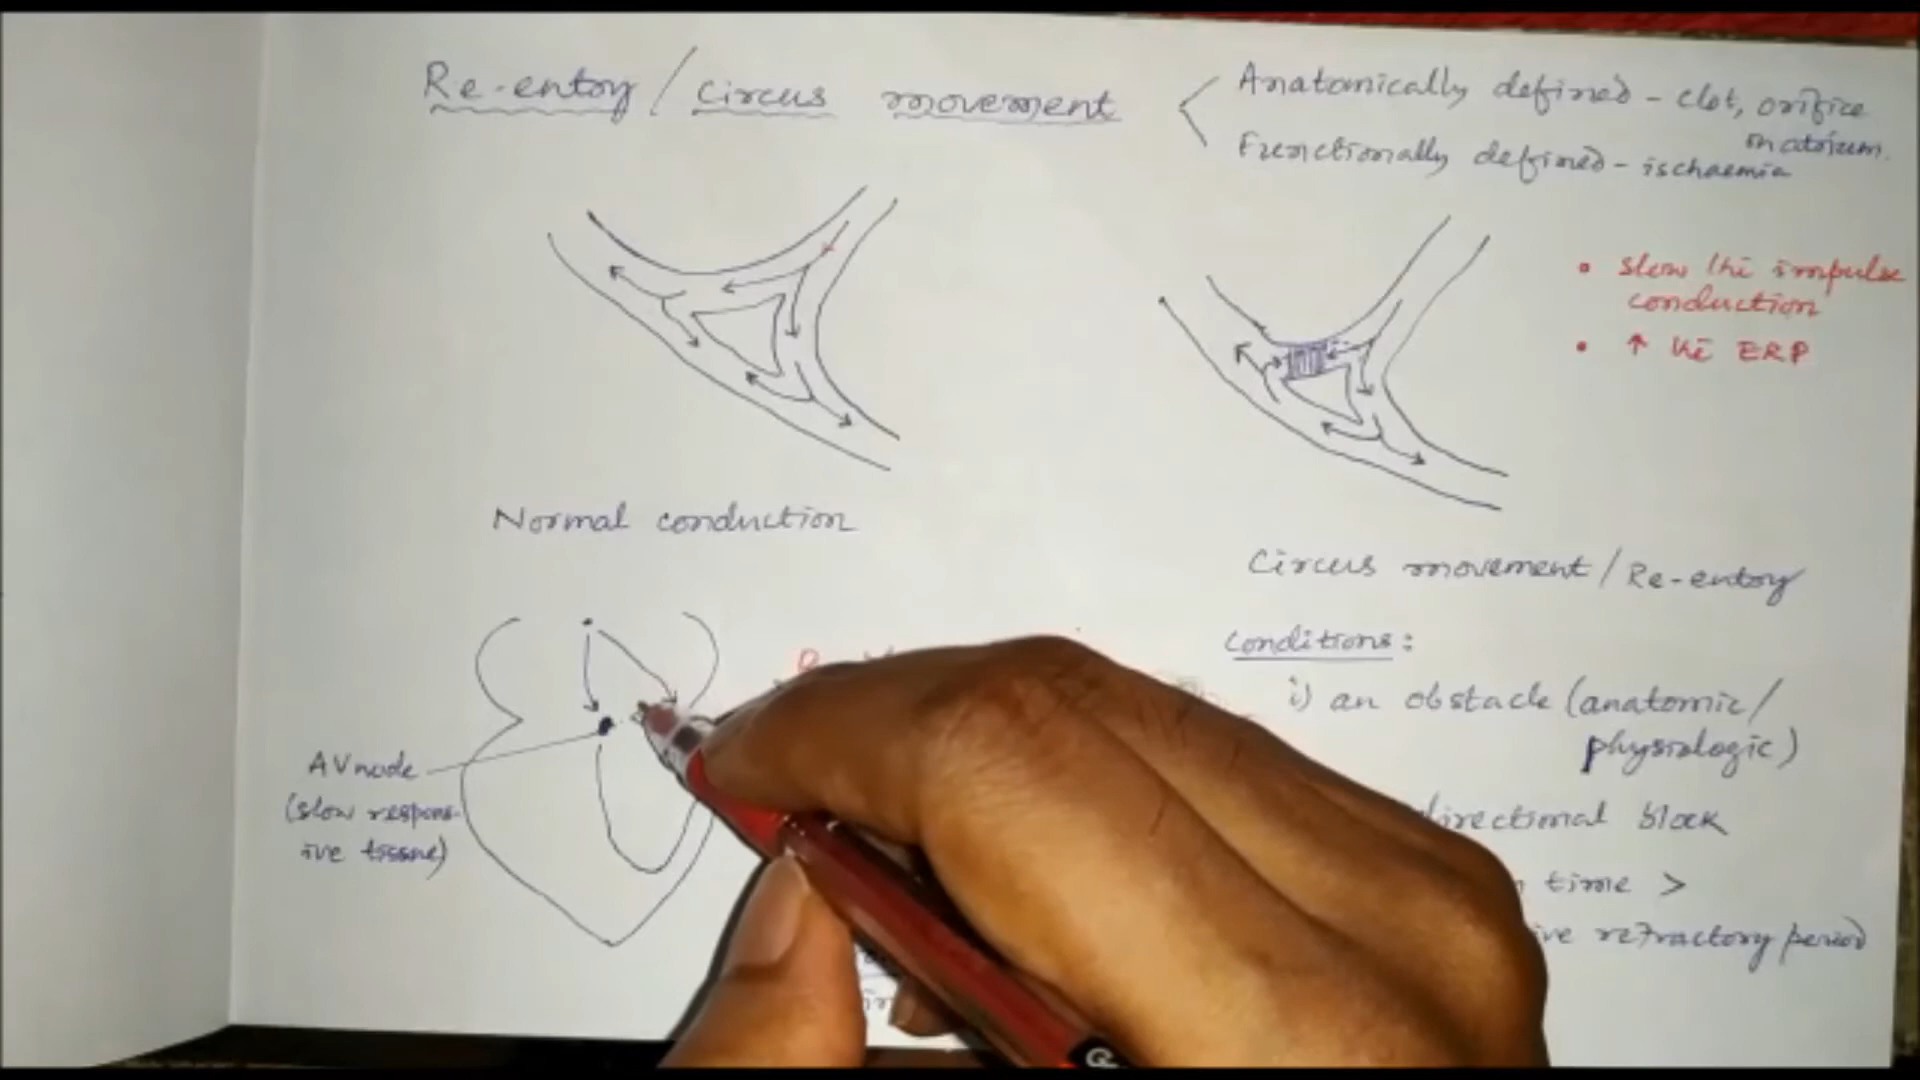 Re-entry / circus movement
Anatomically defined - clot, orifice
in atrium.
Functionally defined - ischaemia
• slow the impulse
conduction
• ↑ the ERP
Normal conduction
Circus movement / Re-entry
Conditions:
i) an obstacle (anatomic/
physiologic)
directional block
time >
refractory period
AV node
(slow respons-
ive tissue)